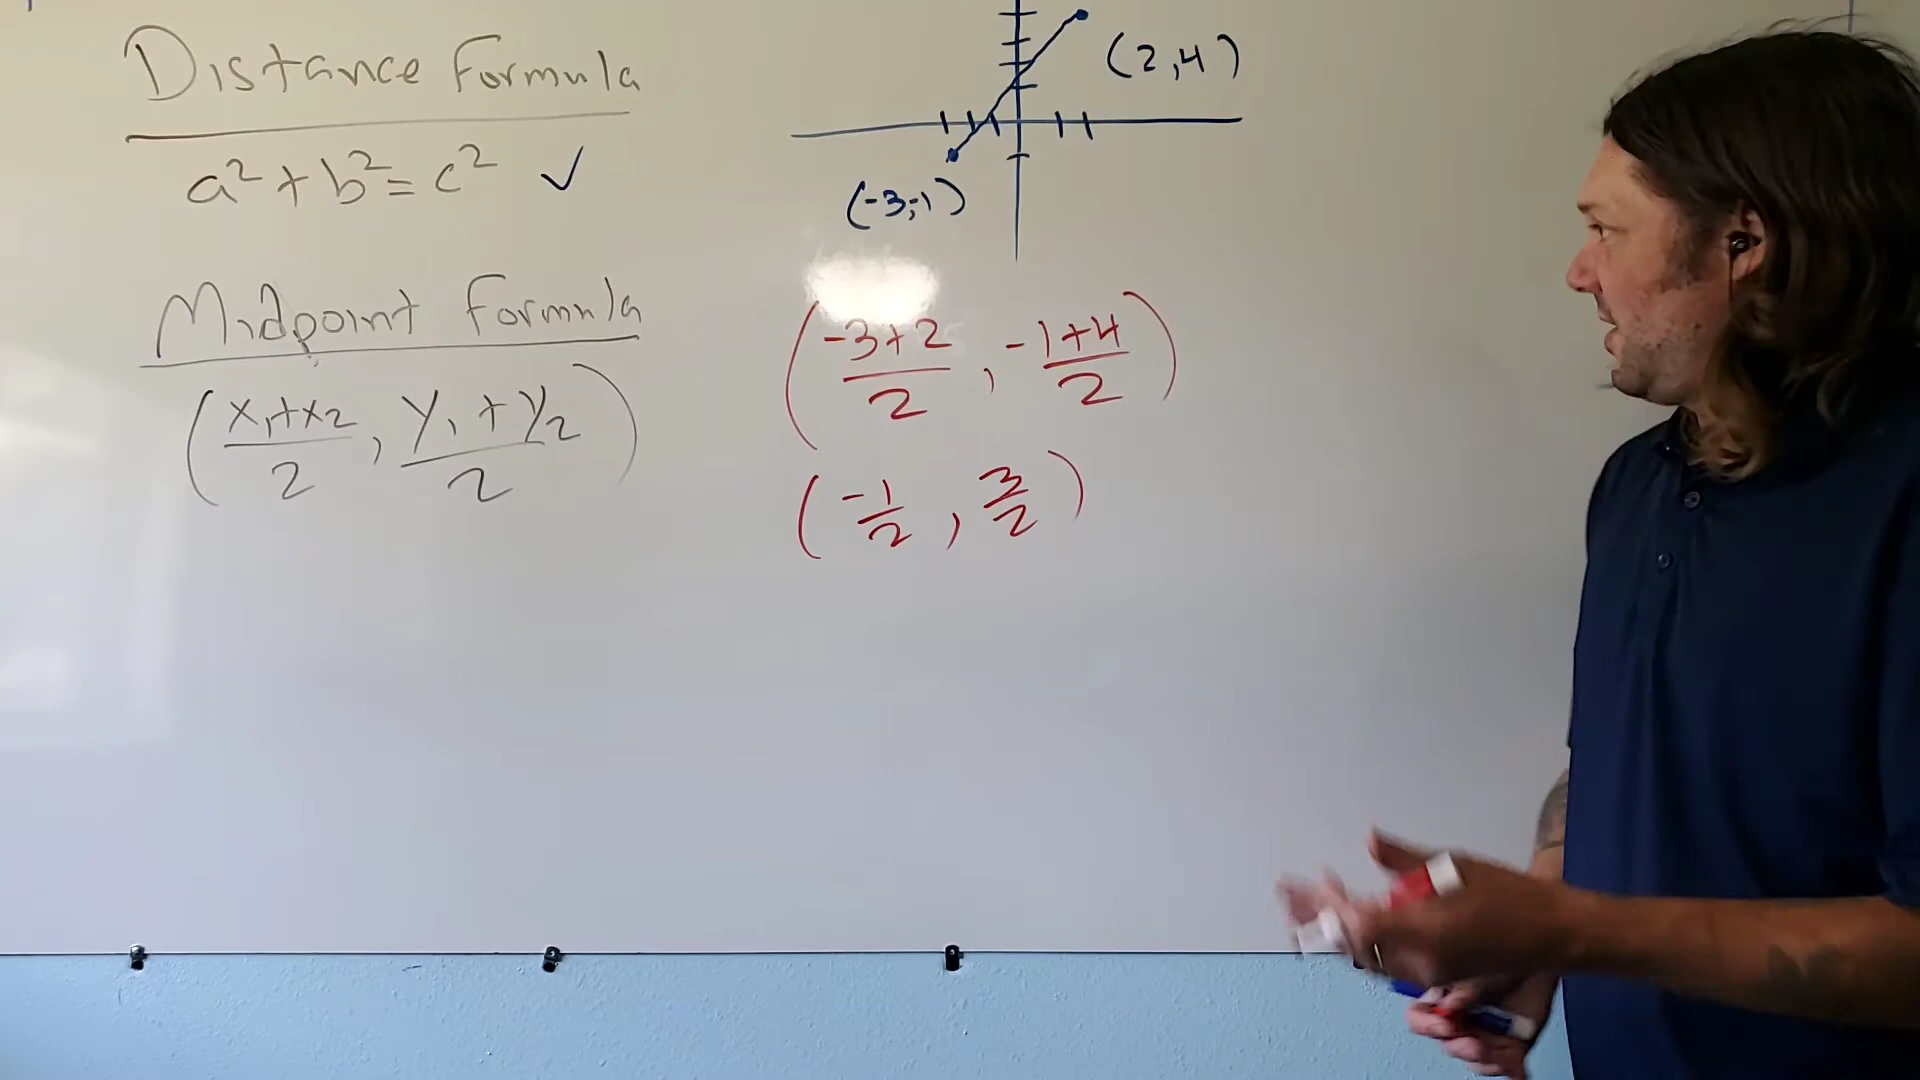 Distance Formula
a² + b² = c² ✓
(2,4)
(-3,-1)
Midpoint Formula
(x₁+x₂/2, y₁+y₂/2)
(-3+2/2, -1+4/2)
(-1/2, 3/2)